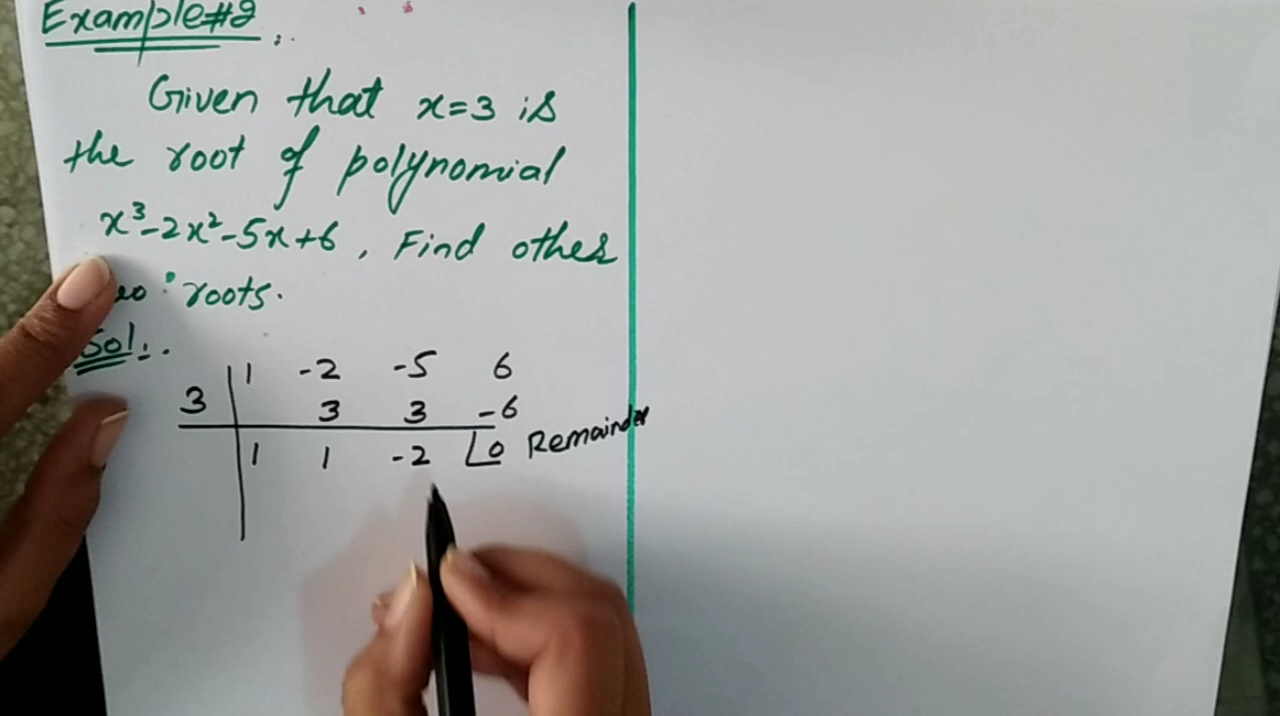 Example#2:.
Given that x=3 is
the root of polynomial
x³-2x²-5x+6, Find other
roots.
Sol:.
1 -2 -5 6
3 3 3 -6
1 1 -2 0 Remainder